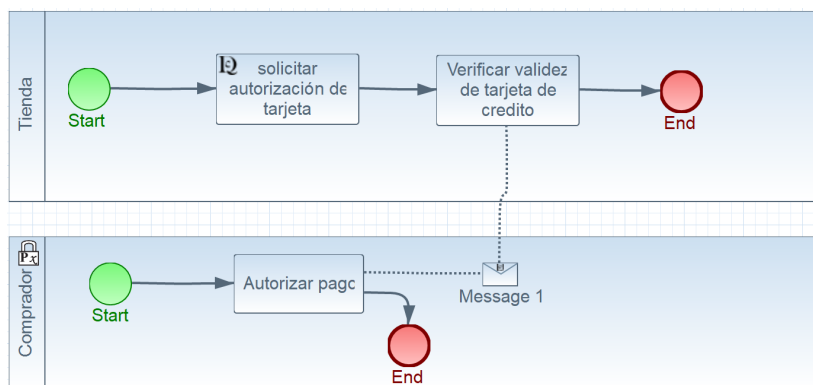 Tienda
Start
solicitar
autorización de
tarjeta
Verificar validez
de tarjeta de
credito
End
Comprador
Start
Autorizar pago
Message 1
End